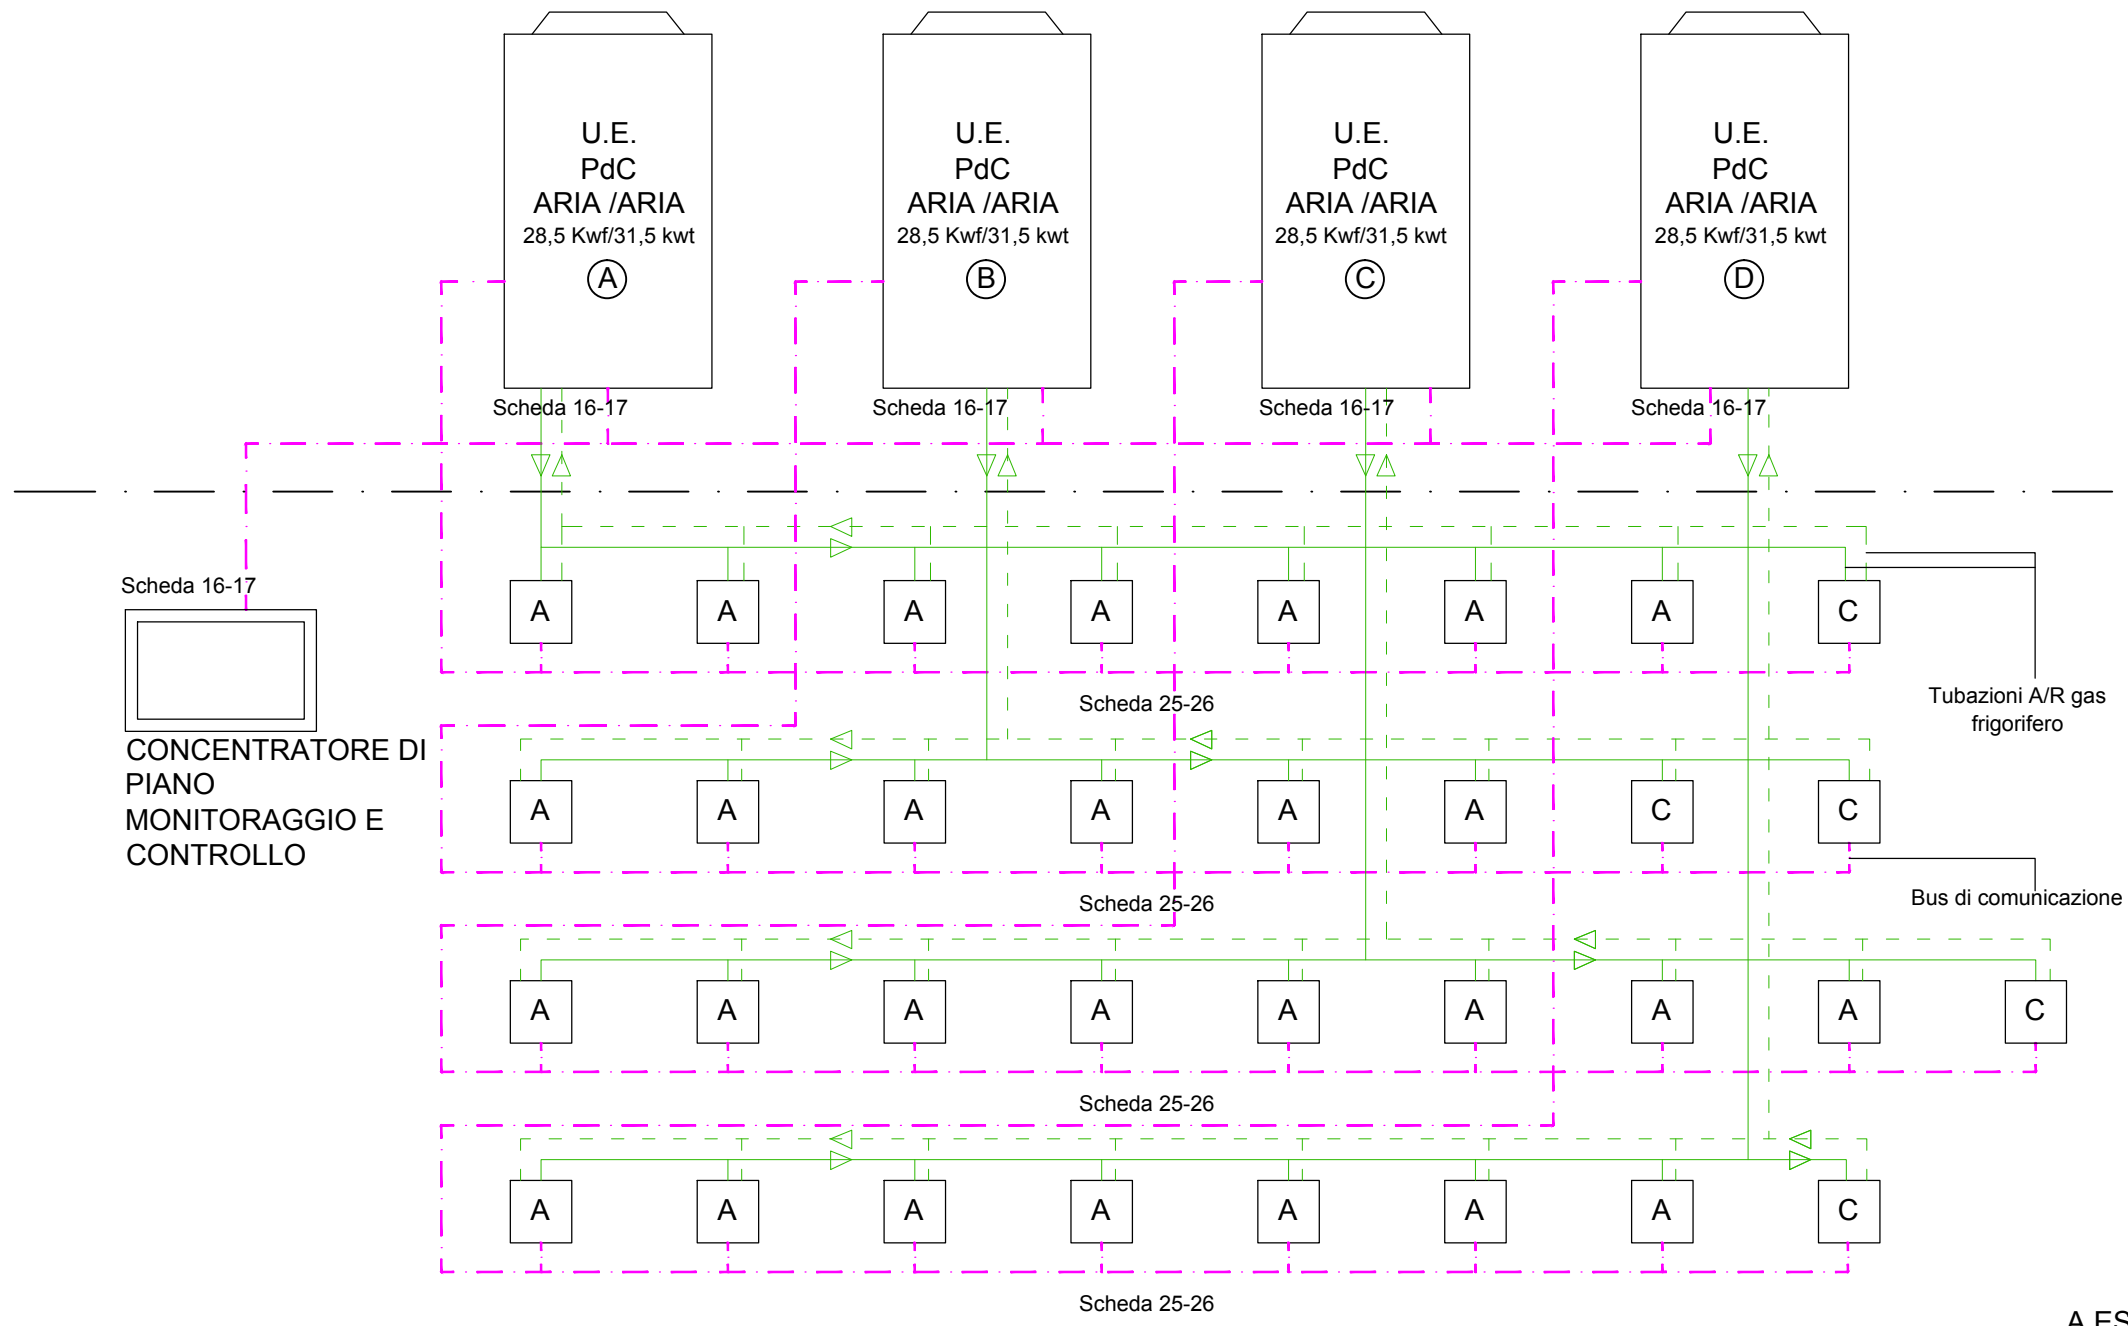 U.E.
PdC
ARIA /ARIA
28,5 Kwf/31,5 kwt
A
U.E.
PdC
ARIA /ARIA
28,5 Kwf/31,5 kwt
B
U.E.
PdC
ARIA /ARIA
28,5 Kwf/31,5 kwt
C
U.E.
PdC
ARIA /ARIA
28,5 Kwf/31,5 kwt
D
Scheda 16-17
Scheda 16-17
Scheda 16-17
Scheda 16-17
Scheda 16-17
CONCENTRATORE DI
PIANO
MONITORAGGIO E
CONTROLLO
A A A A A A A C
Scheda 25-26
Tubazioni A/R gas
frigorifero
A A A A A A C C
Scheda 25-26
Bus di comunicazione
A A A A A A A A C
Scheda 25-26
A A A A A A A C
Scheda 25-26